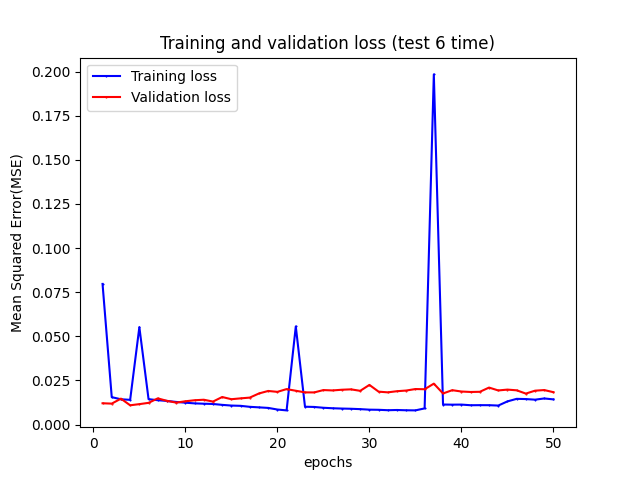 Training and validation loss (test 6 time)
Training loss
Validation loss
Mean Squared Error(MSE)
0.200
0.175
0.150
0.125
0.100
0.075
0.050
0.025
0.000
0 10 20 30 40 50
epochs